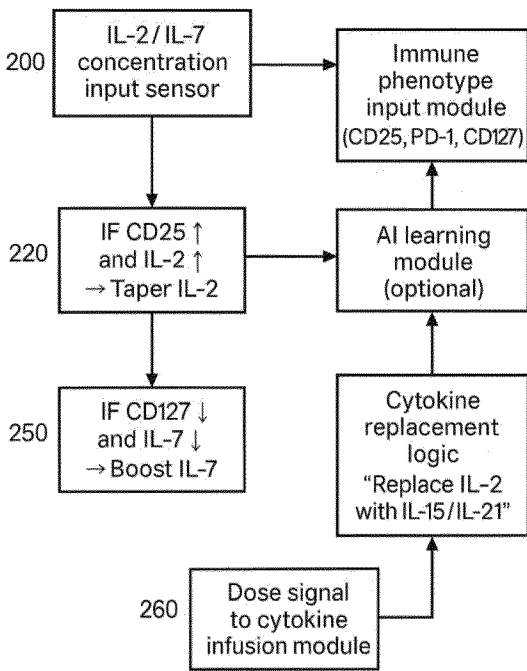 200
IL-2 / IL-7
concentration
input sensor
Immune
phenotype
input module
(CD25, PD-1, CD127)
220
IF CD25 ↑
and IL-2 ↑
→ Taper IL-2
AI learning
module
(optional)
250
IF CD127 ↓
and IL-7 ↓
→ Boost IL-7
Cytokine
replacement
logic
“Replace IL-2
with IL-15/IL-21”
260
Dose signal
to cytokine
infusion module